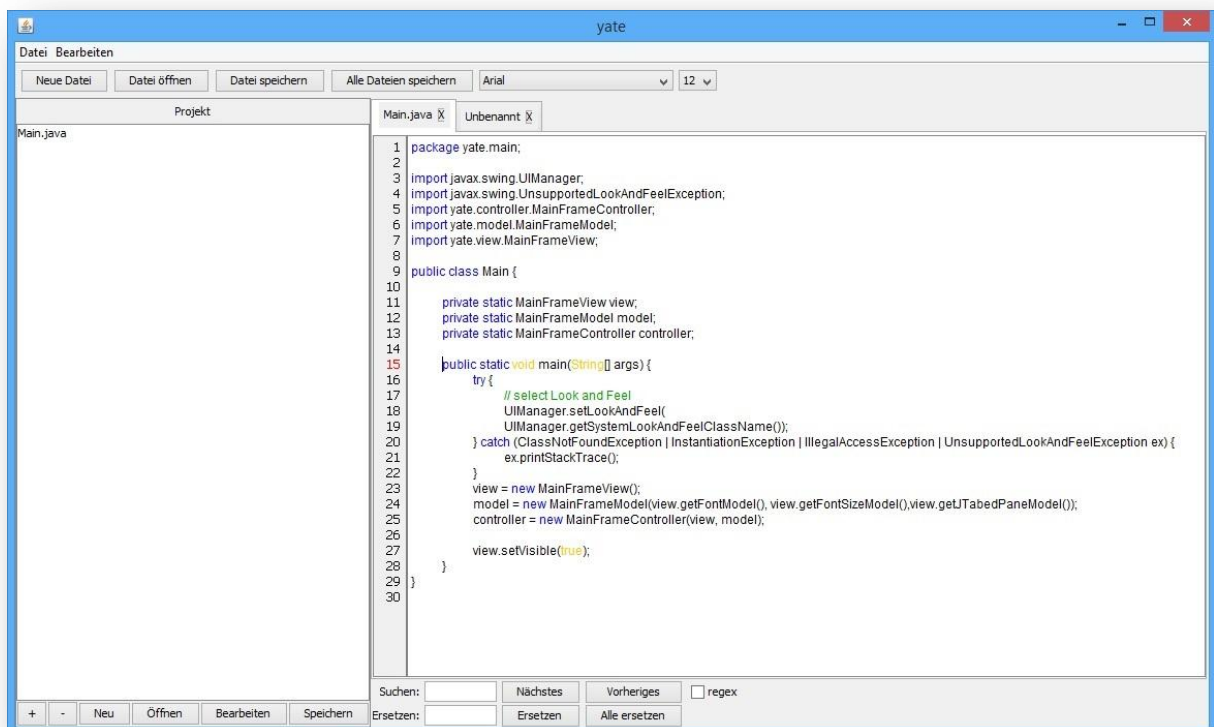 yate
Datei Bearbeiten
Neue Datei Datei öffnen Datei speichern Alle Dateien speichern Arial 12
Projekt
Main.java
Main.java X Unbenannt X
1 package yate.main;
2
3 import javax.swing.UIManager;
4 import javax.swing.UnsupportedLookAndFeelException;
5 import yate.controller.MainFrameController;
6 import yate.model.MainFrameModel;
7 import yate.view.MainFrameView;
8
9 public class Main {
10
11 private static MainFrameView view;
12 private static MainFrameModel model;
13 private static MainFrameController controller;
14
15 public static void main(String[] args) {
16 try {
17 // select Look and Feel
18 UIManager.setLookAndFeel(
19 UIManager.getSystemLookAndFeelClassName());
20 } catch (ClassNotFoundException | InstantiationException | IllegalAccessException | UnsupportedLookAndFeelException ex) {
21 ex.printStackTrace();
22 }
23 view = new MainFrameView();
24 model = new MainFrameModel(view.getFontModel(), view.getFontSizeModel(),view.getJTabedPaneModel());
25 controller = new MainFrameController(view, model);
26
27 view.setVisible(true);
28 }
29 }
30
Suchen: Nächstes Vorheriges regex
Ersetzen: Ersetzen Alle ersetzen
+ - Neu Öffnen Bearbeiten Speichern